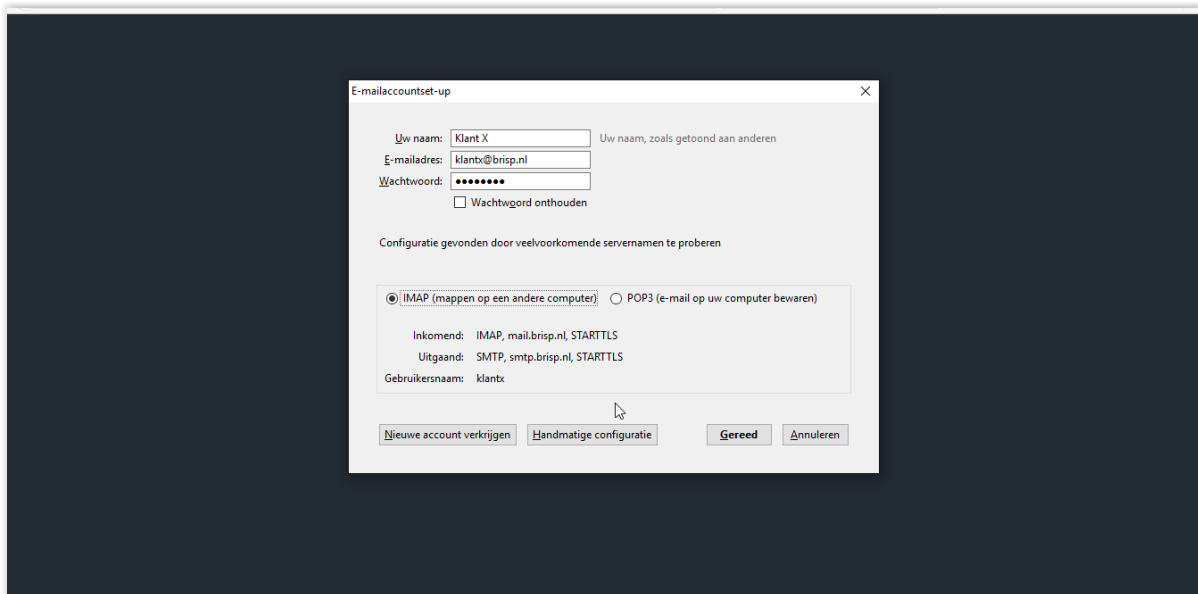 E-mailaccountset-up
Uw naam: Klant X Uw naam, zoals getoond aan anderen
E-mailadres: klantx@brisp.nl
Wachtwoord: ●●●●●●●●
Wachtwoord onthouden
Configuratie gevonden door veelvoorkomende servernamen te proberen
IMAP (mappen op een andere computer) POP3 (e-mail op uw computer bewaren)
Inkomend: IMAP, mail.brisp.nl, STARTTLS
Uitgaand: SMTP, smtp.brisp.nl, STARTTLS
Gebruikersnaam: klantx
Nieuwe account verkrijgen Handmatige configuratie Gereed Annuleren